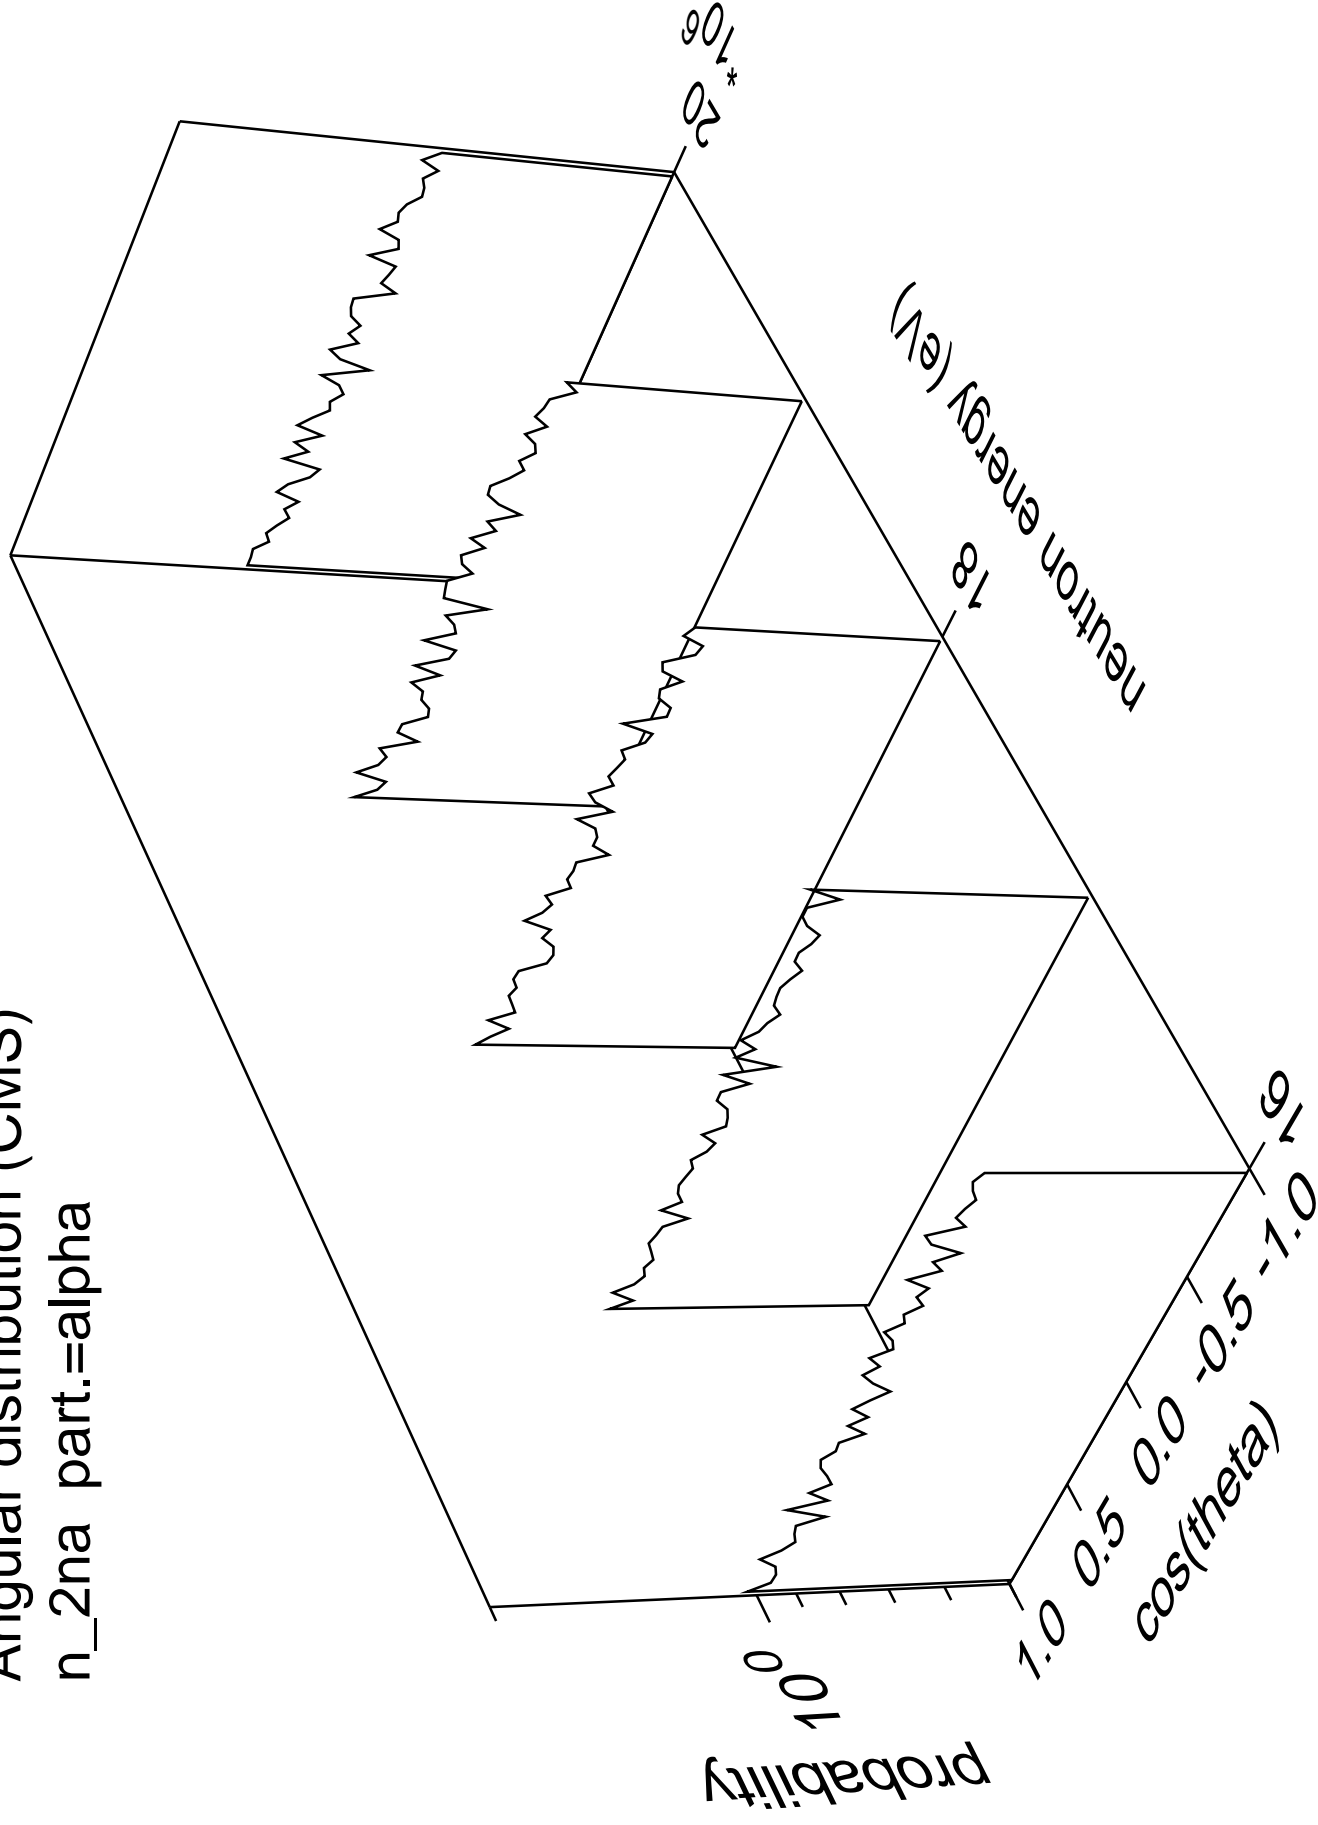 Angular distribution (CMS)
n_2na part.=alpha
probability
10^0
1.0 0.5 0.0 -0.5 -1.0
cos(theta)
16 18 20
*10^6
neutron energy (eV)